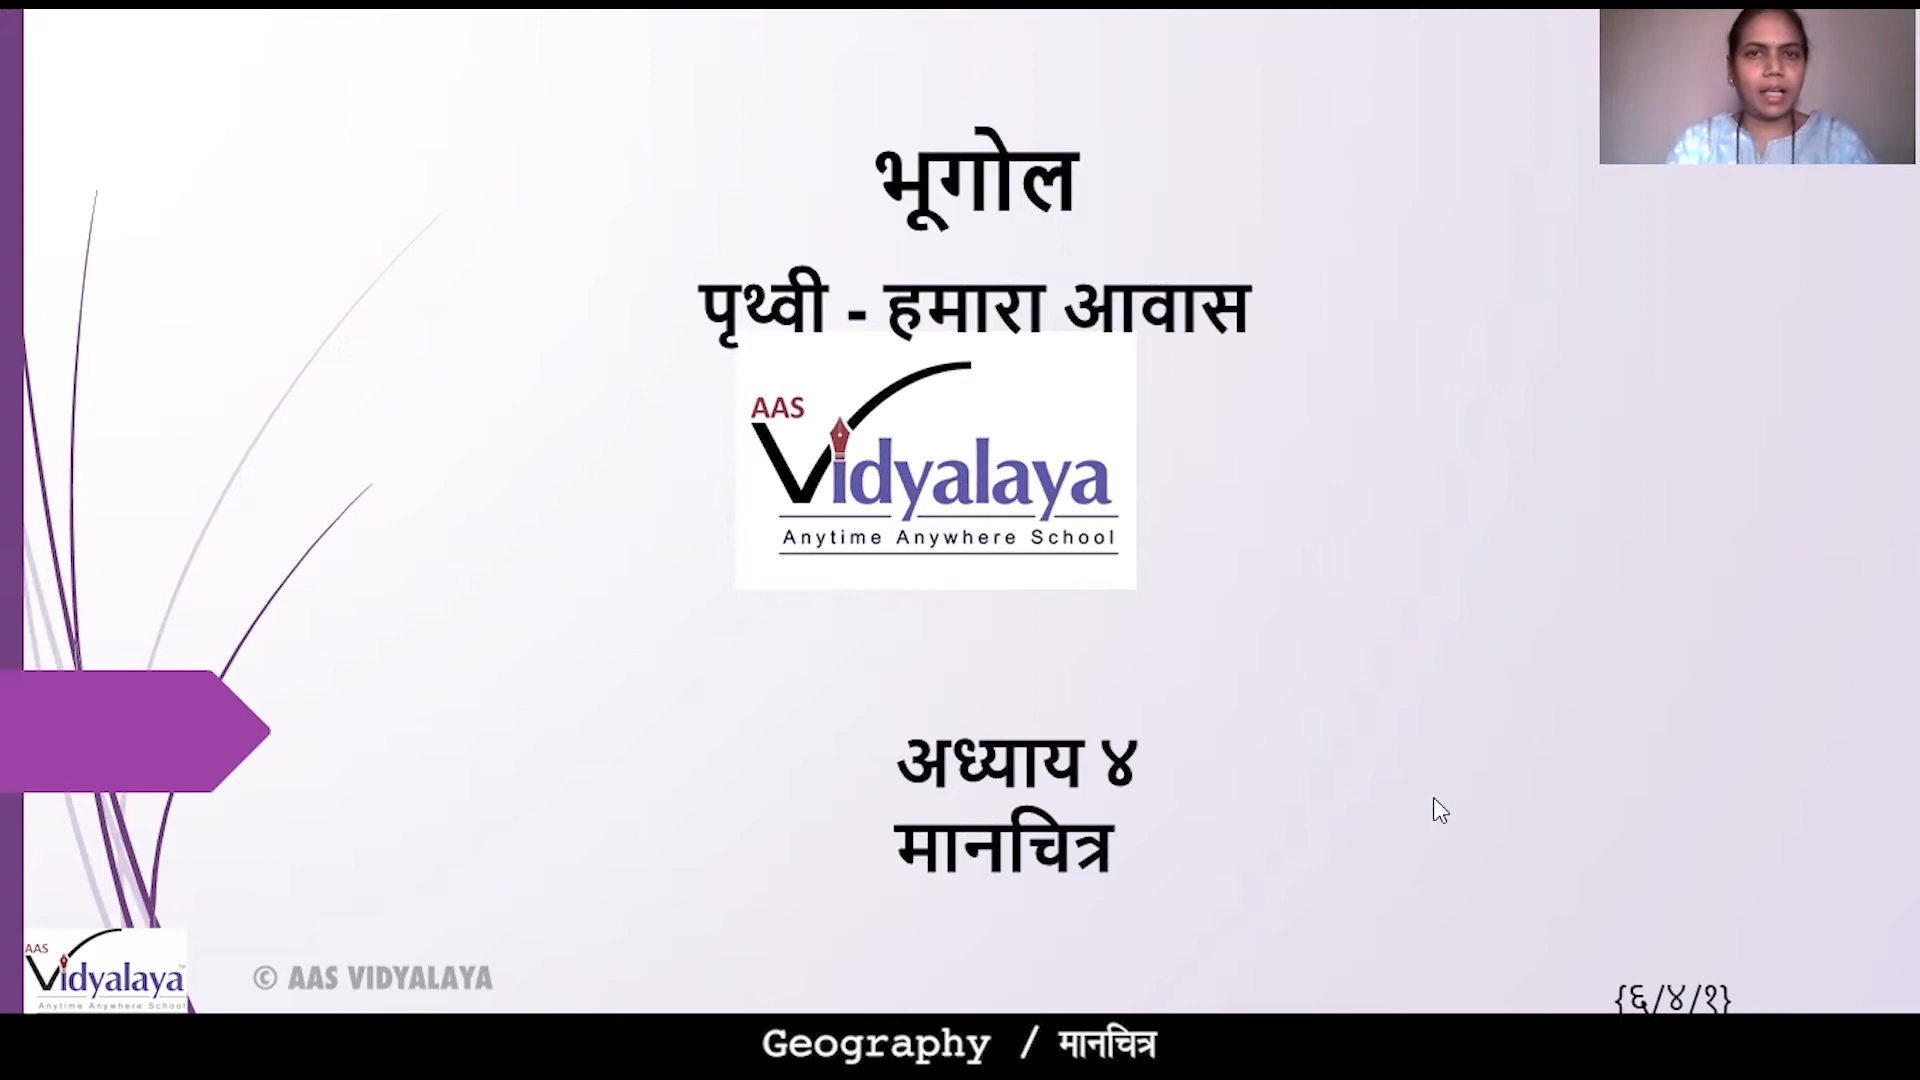 भूगोल
पृथ्वी - हमारा आवास
AAS
Vidyalaya
Anytime Anywhere School
अध्याय ४
मानचित्र
AAS
Vidyalaya
Anytime Anywhere School
© AAS VIDYALAYA
{६/४/१}
Geography / मानचित्र